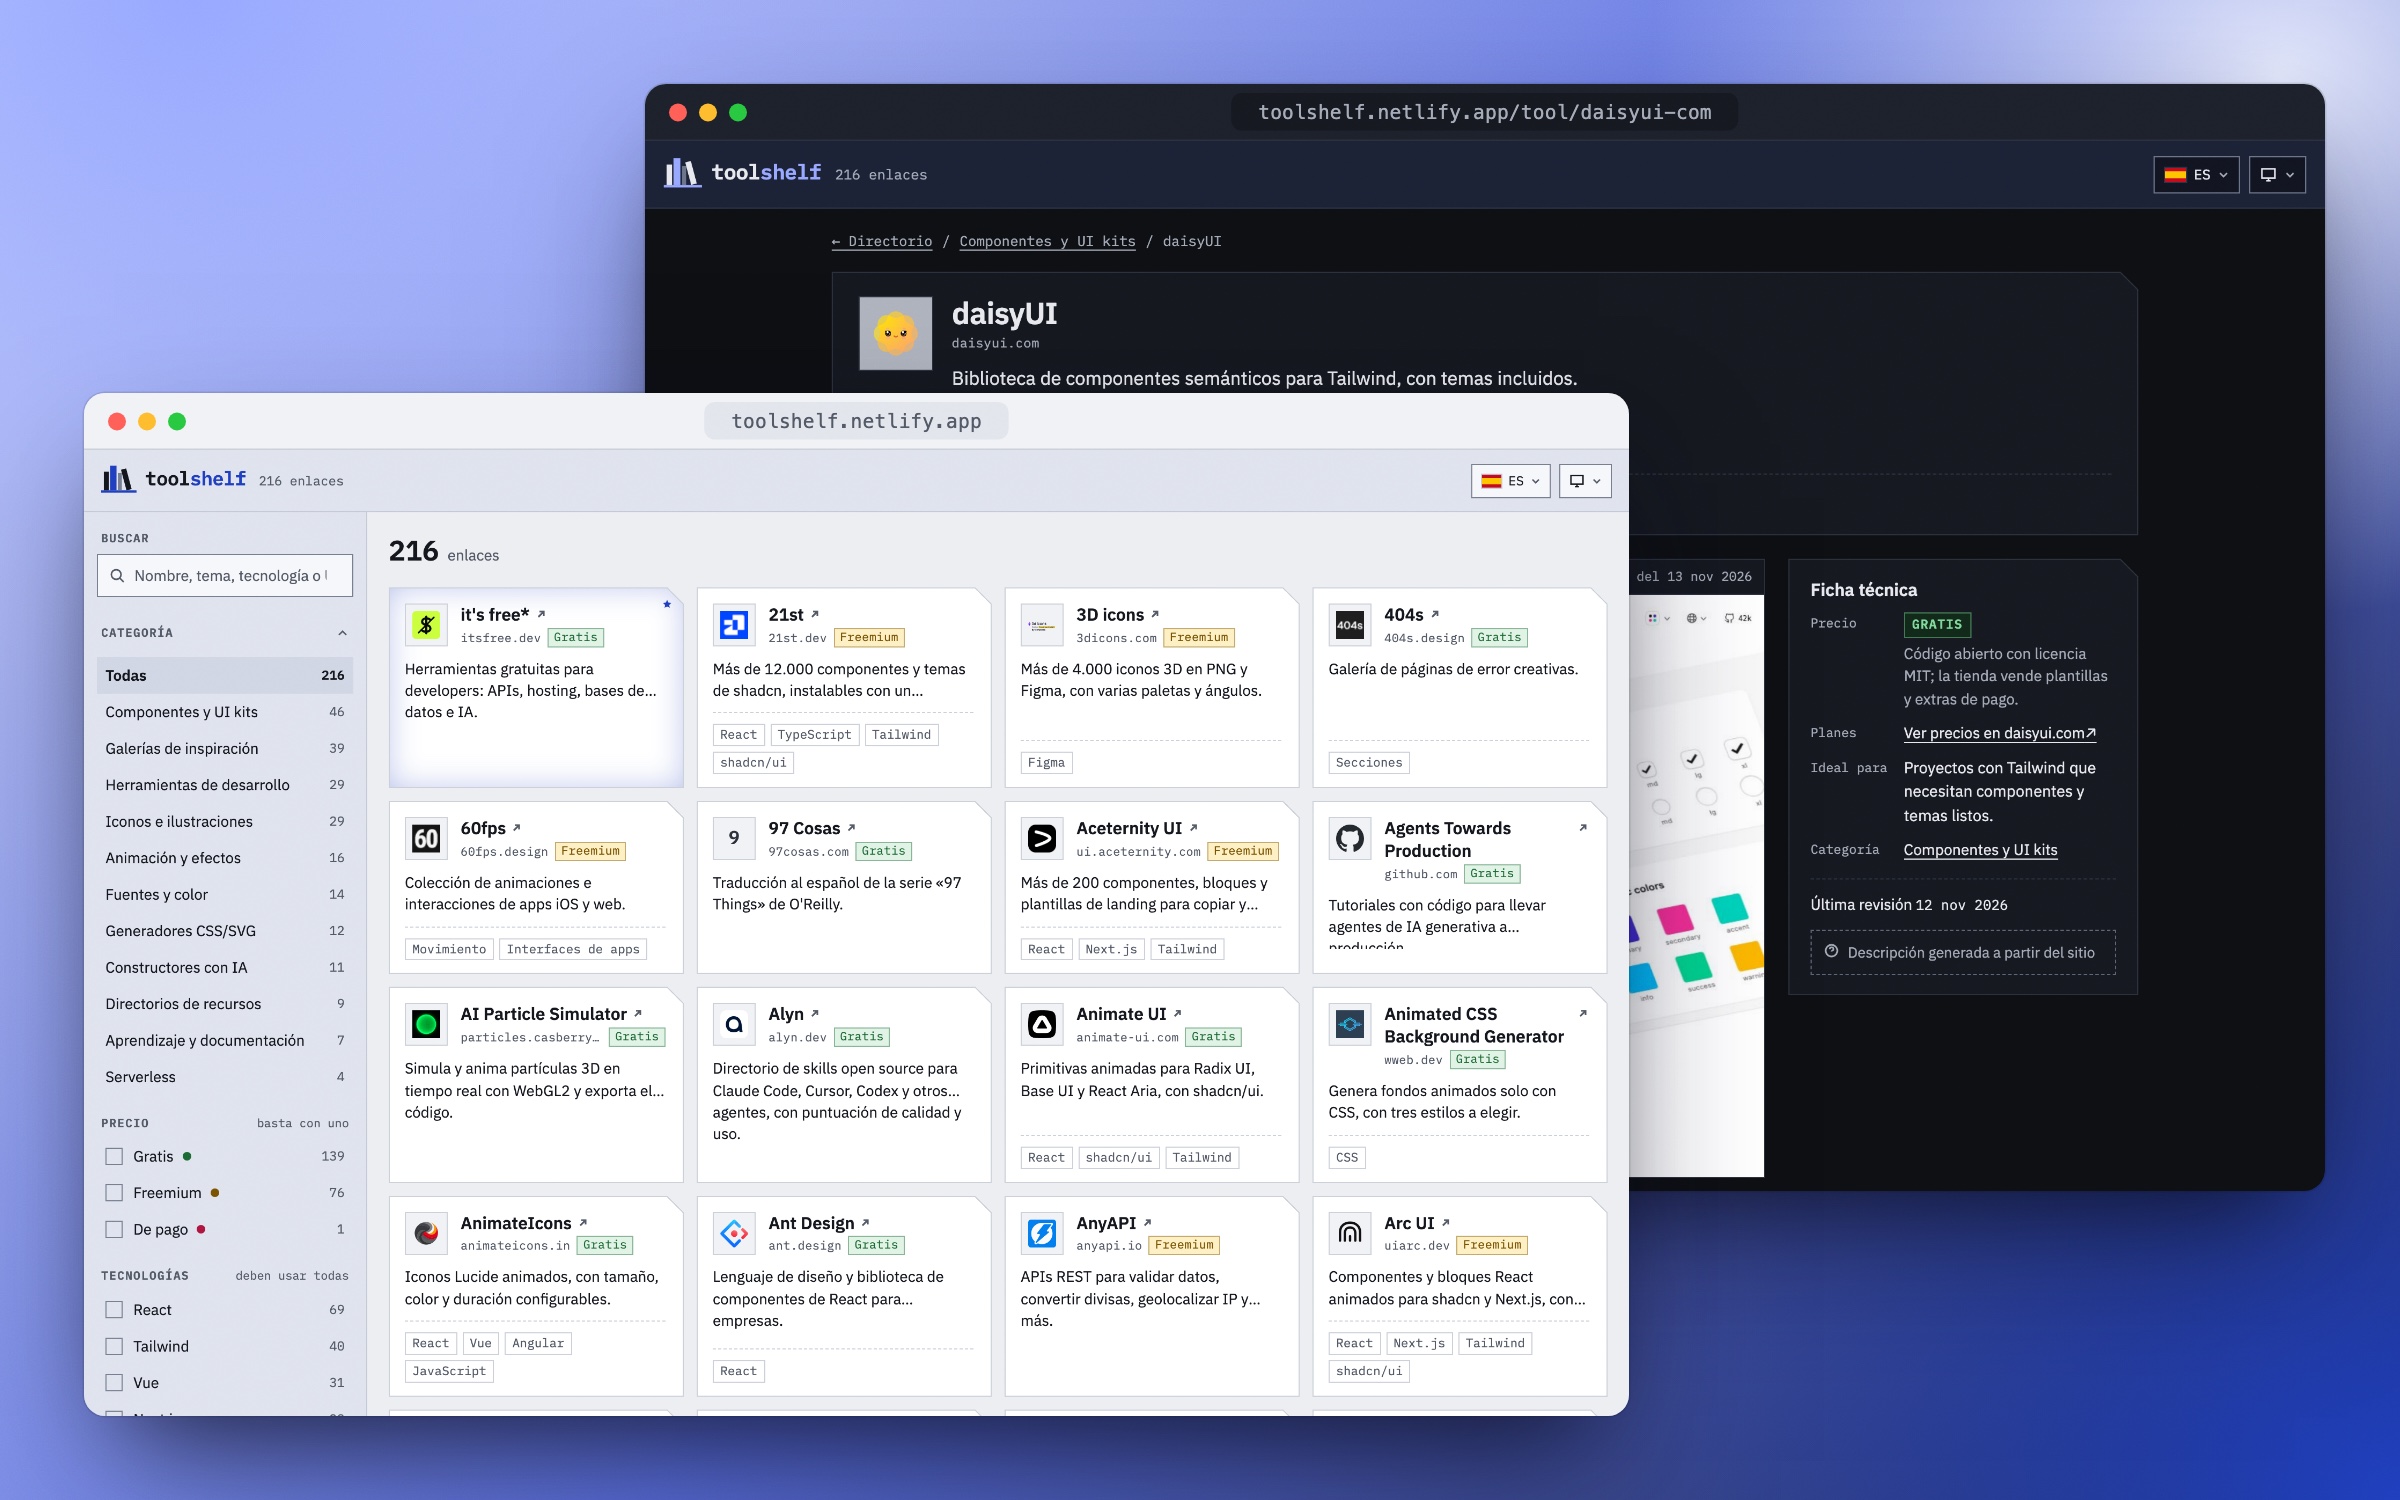 toolshelf.netlify.app/tool/daisyui-com
toolshelf 216 enlaces
ES
← Directorio / Componentes y UI kits / daisyUI
daisyUI
daisyui.com
Biblioteca de componentes semánticos para Tailwind, con temas incluidos.
del 13 nov 2026
42k
md
lg
xl
md
lg
xl
colors
secondary
accent
info
success
Ficha técnica
Precio
GRATIS
Código abierto con licencia
MIT; la tienda vende plantillas
y extras de pago.
Planes
Ver precios en daisyui.com↗
Ideal para
Proyectos con Tailwind que
necesitan componentes y
temas listos.
Categoría
Componentes y UI kits
Última revisión 12 nov 2026
Descripción generada a partir del sitio
toolshelf.netlify.app
toolshelf 216 enlaces
ES
BUSCAR
Nombre, tema, tecnología o
CATEGORÍA
Todas 216
Componentes y UI kits 46
Galerías de inspiración 39
Herramientas de desarrollo 29
Iconos e ilustraciones 29
Animación y efectos 16
Fuentes y color 14
Generadores CSS/SVG 12
Constructores con IA 11
Directorios de recursos 9
Aprendizaje y documentación 7
Serverless 4
PRECIO basta con uno
Gratis 139
Freemium 76
De pago 1
TECNOLOGÍAS deben usar todas
React 69
Tailwind 40
Vue 31
216 enlaces
it's free* ↗
itsfree.dev Gratis
Herramientas gratuitas para
developers: APIs, hosting, bases de...
datos e IA.
21st ↗
21st.dev Freemium
Más de 12.000 componentes y temas
de shadcn, instalables con un...
React TypeScript Tailwind
shadcn/ui
3D icons ↗
3dicons.com Freemium
Más de 4.000 iconos 3D en PNG y
Figma, con varias paletas y ángulos.
Figma
404s
404s ↗
404s.design Gratis
Galería de páginas de error creativas.
Secciones
60
60fps ↗
60fps.design Freemium
Colección de animaciones e
interacciones de apps iOS y web.
Movimiento Interfaces de apps
9
97 Cosas ↗
97cosas.com Gratis
Traducción al español de la serie «97
Things» de O'Reilly.
Aceternity UI ↗
ui.aceternity.com Freemium
Más de 200 componentes, bloques y
plantillas de landing para copiar y...
React Next.js Tailwind
Agents Towards ↗
Production
github.com Gratis
Tutoriales con código para llevar
agentes de IA generativa a...
producción.
AI Particle Simulator ↗
particles.casberry... Gratis
Simula y anima partículas 3D en
tiempo real con WebGL2 y exporta el...
código.
Alyn ↗
alyn.dev Gratis
Directorio de skills open source para
Claude Code, Cursor, Codex y otros...
agentes, con puntuación de calidad y
uso.
Animate UI ↗
animate-ui.com Gratis
Primitivas animadas para Radix UI,
Base UI y React Aria, con shadcn/ui.
React shadcn/ui Tailwind
Animated CSS ↗
Background Generator
wweb.dev Gratis
Genera fondos animados solo con
CSS, con tres estilos a elegir.
CSS
AnimateIcons ↗
animateicons.in Gratis
Iconos Lucide animados, con tamaño,
color y duración configurables.
React Vue Angular
JavaScript
Ant Design ↗
ant.design Gratis
Lenguaje de diseño y biblioteca de
componentes de React para...
empresas.
React
AnyAPI ↗
anyapi.io Freemium
APIs REST para validar datos,
convertir divisas, geolocalizar IP y...
más.
Arc UI ↗
uiarc.dev Freemium
Componentes y bloques React
animados para shadcn y Next.js, con...
React Next.js Tailwind
shadcn/ui